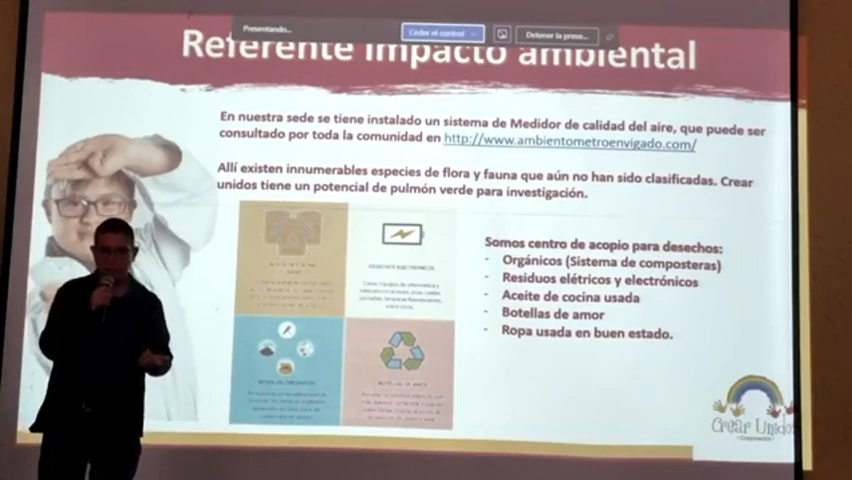 Presentando...
Ceder el control
Detener la prese...
Referente impacto ambiental
En nuestra sede se tiene instalado un sistema de Medidor de calidad del aire, que puede ser
consultado por toda la comunidad en http://www.ambientometroenvigado.com/
Allí existen innumerables especies de flora y fauna que aún no han sido clasificadas. Crear
unidos tiene un potencial de pulmón verde para investigación.
DESECHOS ELECTRONICOS
Somos centro de acopio para desechos:
- Orgánicos (Sistema de composteras)
- Residuos elétricos y electrónicos
- Aceite de cocina usada
- Botellas de amor
- Ropa usada en buen estado.
BOTELLAS DE AMOR
Crear Unidos
Corporación